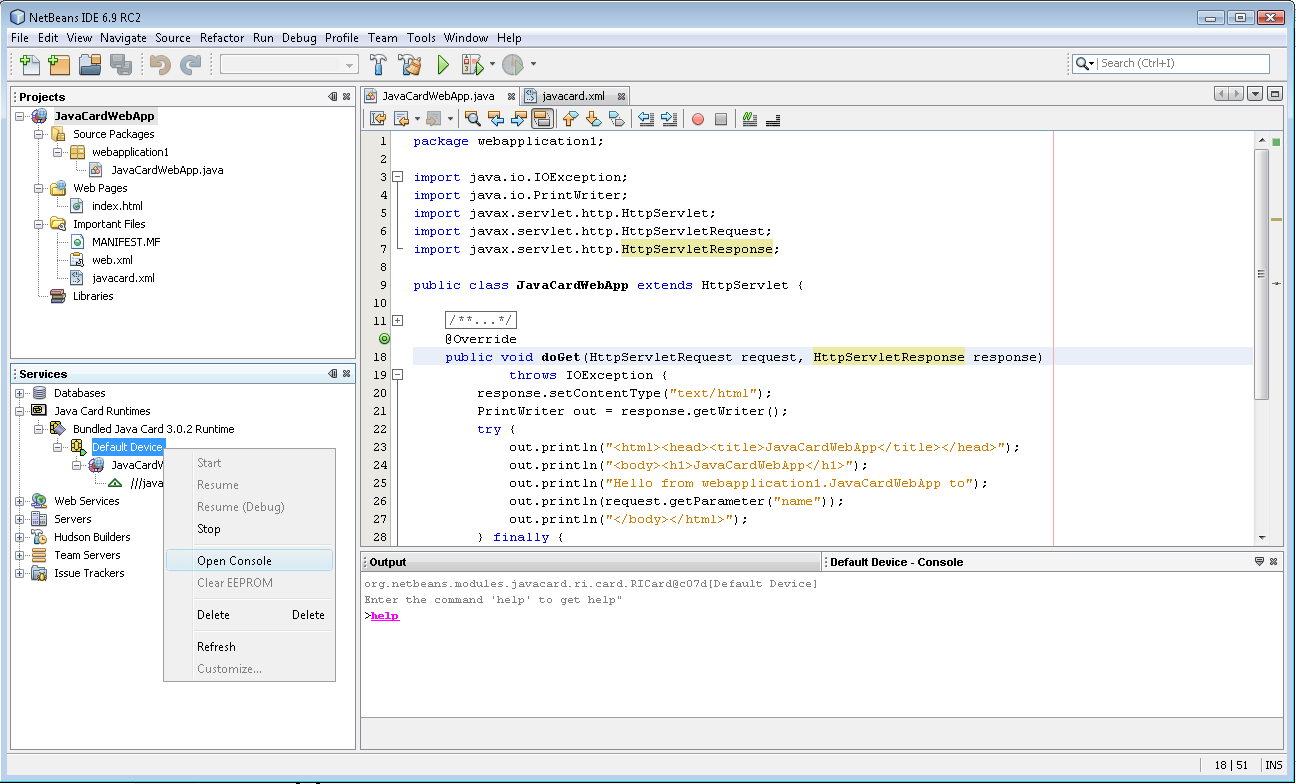 NetBeans IDE 6.9 RC2
File Edit View Navigate Source Refactor Run Debug Profile Team Tools Window Help
Search (Ctrl+I)
Projects
JavaCardWebApp
Source Packages
webapplication1
JavaCardWebApp.java
Web Pages
index.html
Important Files
MANIFEST.MF
web.xml
javacard.xml
Libraries
Services
Databases
Java Card Runtimes
Bundled Java Card 3.0.2 Runtime
Default Device
JavaCardW
///java
Web Services
Servers
Hudson Builders
Team Servers
Issue Trackers
Start
Resume
Resume (Debug)
Stop
Open Console
Clear EEPROM
Delete Delete
Refresh
Customize...
JavaCardWebApp.java javacard.xml
1 package webapplication1;
2
3 import java.io.IOException;
4 import java.io.PrintWriter;
5 import javax.servlet.http.HttpServlet;
6 import javax.servlet.http.HttpServletRequest;
7 import javax.servlet.http.HttpServletResponse;
8
9 public class JavaCardWebApp extends HttpServlet {
10
11 /**...*/
@Override
18 public void doGet(HttpServletRequest request, HttpServletResponse response)
19 throws IOException {
20 response.setContentType("text/html");
21 PrintWriter out = response.getWriter();
22 try {
23 out.println("<html><head><title>JavaCardWebApp</title></head>");
24 out.println("<body><h1>JavaCardWebApp</h1>");
25 out.println("Hello from webapplication1.JavaCardWebApp to");
26 out.println(request.getParameter("name"));
27 out.println("</body></html>");
28 } finally {
Output
Default Device - Console
org.netbeans.modules.javacard.ri.card.RICard@c07d[Default Device]
Enter the command 'help' to get help"
>help
18 | 51 INS